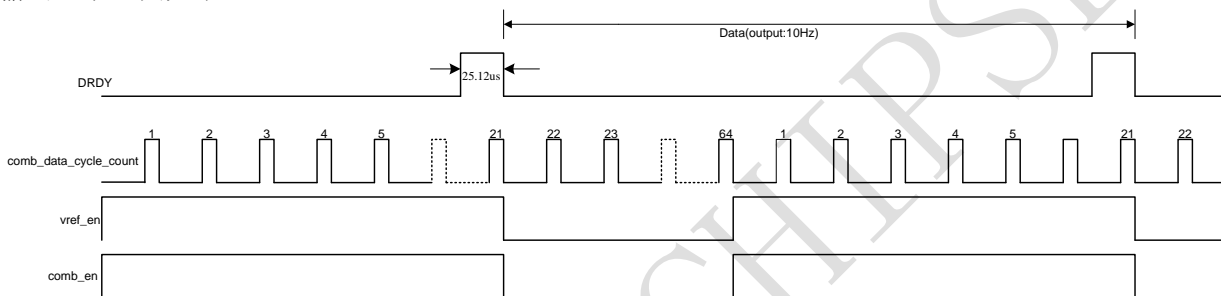 Data(output:10Hz)
DRDY
25.12us
1 2 3 4 5 21 22 23 64 1 2 3 4 5 21 22
comb_data_cycle_count
vref_en
comb_en